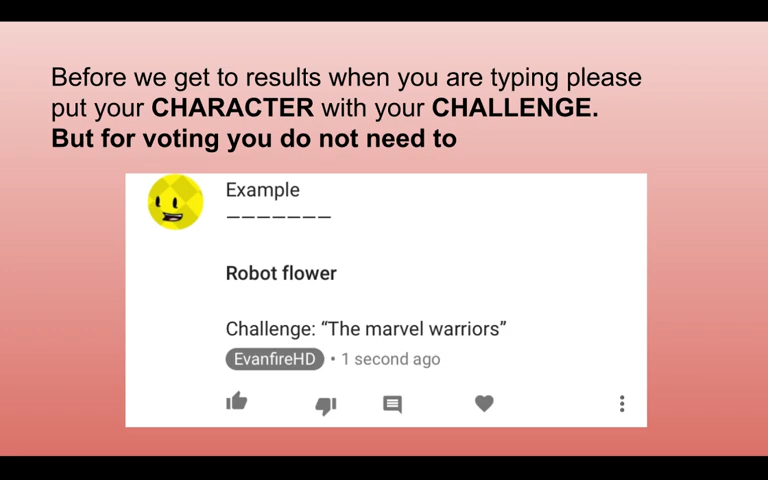 Before we get to results when you are typing please
put your CHARACTER with your CHALLENGE.
But for voting you do not need to
Example
———————
Robot flower
Challenge: “The marvel warriors”
EvanfireHD • 1 second ago